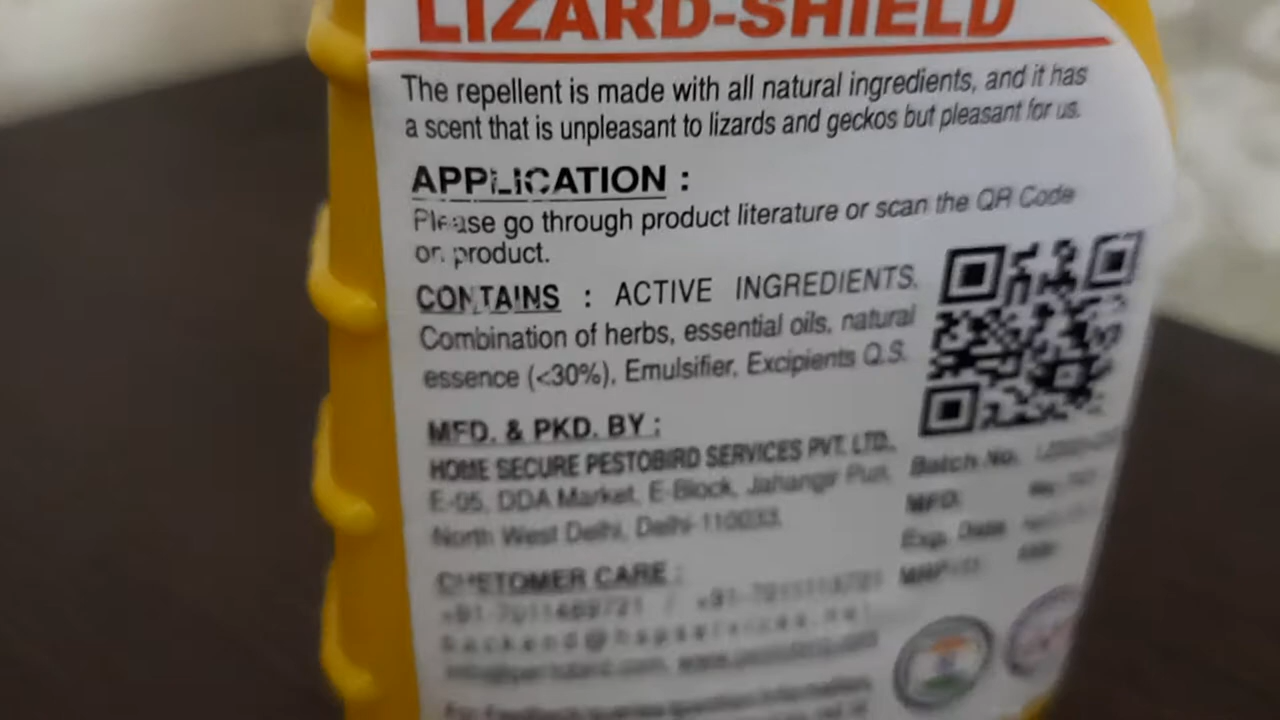 LIZARD-SHIELD
The repellent is made with all natural ingredients, and it has
a scent that is unpleasant to lizards and geckos but pleasant for us.
APPLICATION :
Please go through product literature or scan the QR Code
on product.
CONTAINS : ACTIVE INGREDIENTS.
Combination of herbs, essential oils, natural
essence (<30%), Emulsifier, Excipients Q.S.
MFD. & PKD. BY :
HOME SECURE PESTOBIRD SERVICES PVT. LTD.
E-05, DDA Market, E-Block, Jahangir Puri,
North West Delhi, Delhi-110033.
Batch No.
MFD.
Exp. Date
MRP
CUSTOMER CARE :